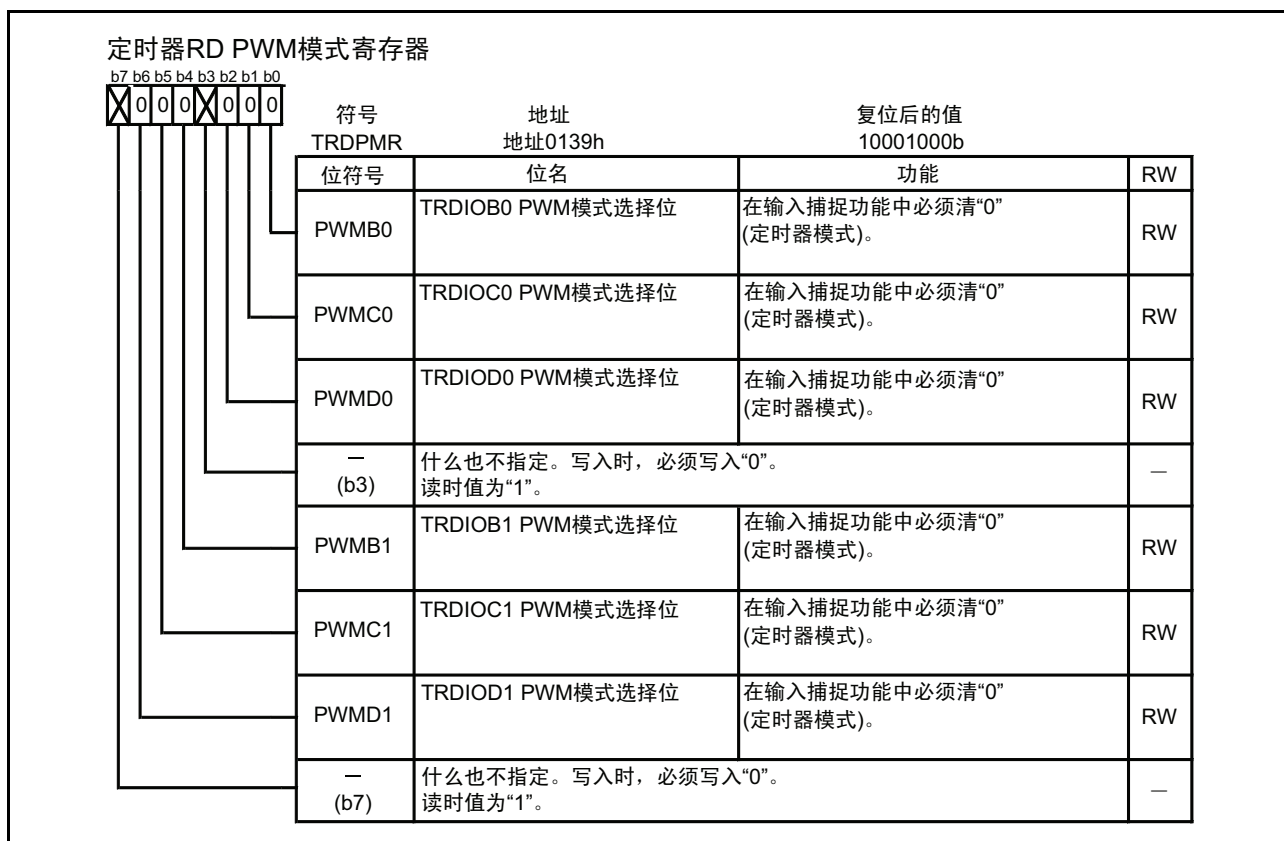 定时器RD PWM模式寄存器
b7 b6 b5 b4 b3 b2 b1 b0
0 0 0 0 0 0
符号 地址 复位后的值
TRDPMR 地址0139h 10001000b
位符号 位名 功能 RW
PWMB0 TRDIOB0 PWM模式选择位 在输入捕捉功能中必须清“0”
(定时器模式)。 RW
PWMC0 TRDIOC0 PWM模式选择位 在输入捕捉功能中必须清“0”
(定时器模式)。 RW
PWMD0 TRDIOD0 PWM模式选择位 在输入捕捉功能中必须清“0”
(定时器模式)。 RW
— 什么也不指定。写入时，必须写入“0”。 —
(b3) 读时值为“1”。
PWMB1 TRDIOB1 PWM模式选择位 在输入捕捉功能中必须清“0”
(定时器模式)。 RW
PWMC1 TRDIOC1 PWM模式选择位 在输入捕捉功能中必须清“0”
(定时器模式)。 RW
PWMD1 TRDIOD1 PWM模式选择位 在输入捕捉功能中必须清“0”
(定时器模式)。 RW
— 什么也不指定。写入时，必须写入“0”。 —
(b7) 读时值为“1”。